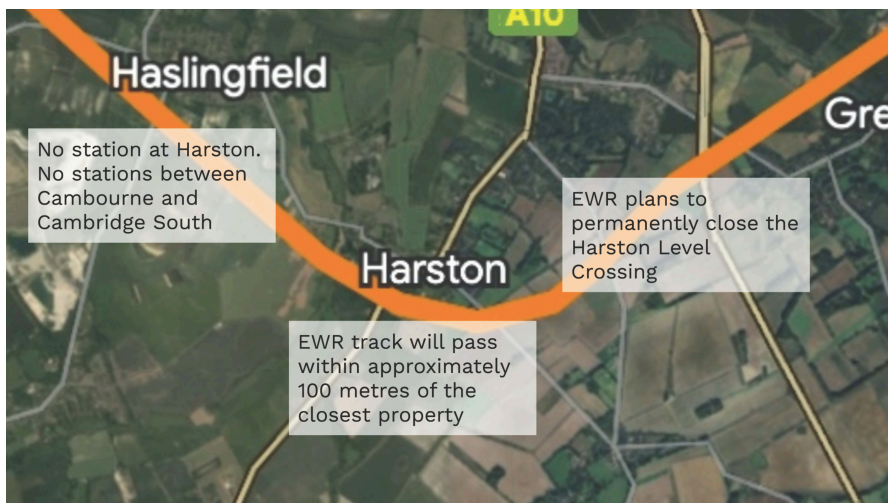 A10
Haslingfield
Gre
No station at Harston.
No stations between
Cambourne and
Cambridge South
EWR plans to
permanently close the
Harston Level
Crossing
Harston
EWR track will pass
within approximately
100 metres of the
closest property